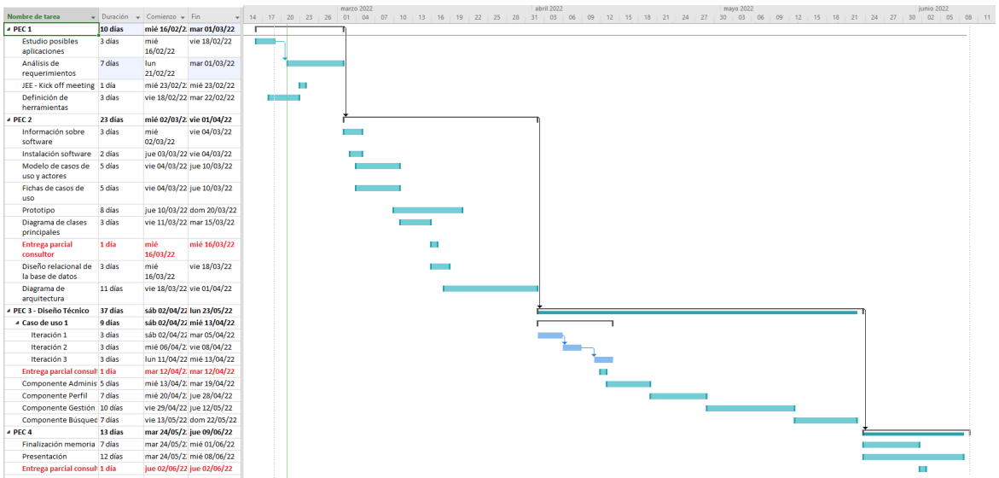 marzo 2022 abril 2022 mayo 2022 junio 2022
Nombre de tarea Duración Comienzo Fin 14 17 20 23 26 01 04 07 10 13 16 19 22 25 28 31 03 06 09 12 15 18 21 24 27 30 03 06 09 12 15 18 21 24 27 30 02 05 08 11
PEC 1 10 días mié 16/02/2 mar 01/03/22
Estudio posibles 3 días mié vie 18/02/22
aplicaciones 16/02/22
Análisis de 7 días lun mar 01/03/22
requerimientos 21/02/22
JEE - Kick off meeting 1 día mié 23/02/2 mié 23/02/22
Definición de 3 días vie 18/02/22 mar 22/02/22
herramientas
PEC 2 23 días mié 02/03/2 vie 01/04/22
Información sobre 3 días mié vie 04/03/22
software 02/03/22
Instalación software 2 días jue 03/03/22 vie 04/03/22
Modelo de casos de 5 días vie 04/03/22 jue 10/03/22
uso y actores
Fichas de casos de 5 días vie 04/03/22 jue 10/03/22
uso
Prototipo 8 días jue 10/03/22 dom 20/03/22
Diagrama de clases 3 días vie 11/03/22 mar 15/03/22
principales
Entrega parcial 1 día mié mié 16/03/22
consultor 16/03/22
Diseño relacional de 3 días mié vie 18/03/22
la base de datos 16/03/22
Diagrama de 11 días vie 18/03/22 vie 01/04/22
arquitectura
PEC 3 - Diseño Técnico 37 días sáb 02/04/2 lun 23/05/22
Caso de uso 1 9 días sáb 02/04/2 mié 13/04/22
Iteración 1 3 días sáb 02/04/2 mar 05/04/22
Iteración 2 3 días mié 06/04/2 vie 08/04/22
Iteración 3 3 días lun 11/04/22 mié 13/04/22
Entrega parcial consult 1 día mar 12/04/2 mar 12/04/22
Componente Adminis 5 días mié 13/04/2 mar 19/04/22
Componente Perfil 7 días mié 20/04/2 jue 28/04/22
Componente Gestión 10 días vie 29/04/22 jue 12/05/22
Componente Búsqued 7 días vie 13/05/22 dom 22/05/22
PEC 4 13 días mar 24/05/2 jue 09/06/22
Finalización memoria 7 días mar 24/05/2 mié 01/06/22
Presentación 12 días mar 24/05/2 mié 08/06/22
Entrega parcial consult 1 día jue 02/06/22 jue 02/06/22